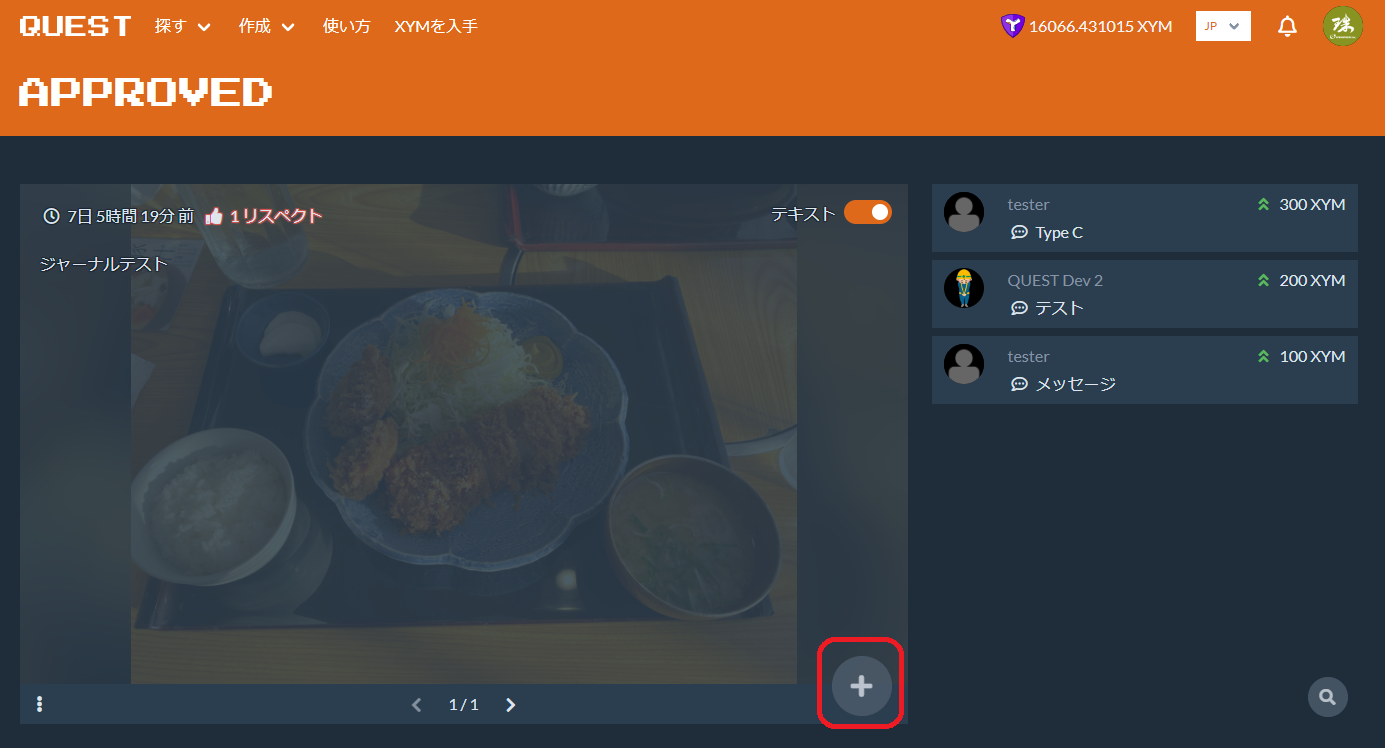 QUEST 探す 作成 使い方 XYMを入手 16066.431015 XYM JP
APPROVED
7日 5時間 19分 前 1 リスペクト テキスト
ジャーナルテスト
1 / 1
tester 300 XYM
Type C
QUEST Dev 2 200 XYM
テスト
tester 100 XYM
メッセージ